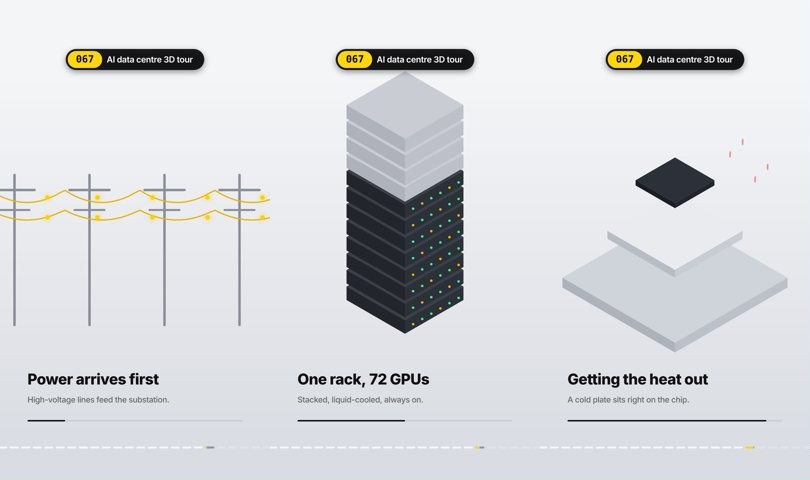 067 AI data centre 3D tour
Power arrives first
High-voltage lines feed the substation.
067 AI data centre 3D tour
One rack, 72 GPUs
Stacked, liquid-cooled, always on.
067 AI data centre 3D tour
Getting the heat out
A cold plate sits right on the chip.